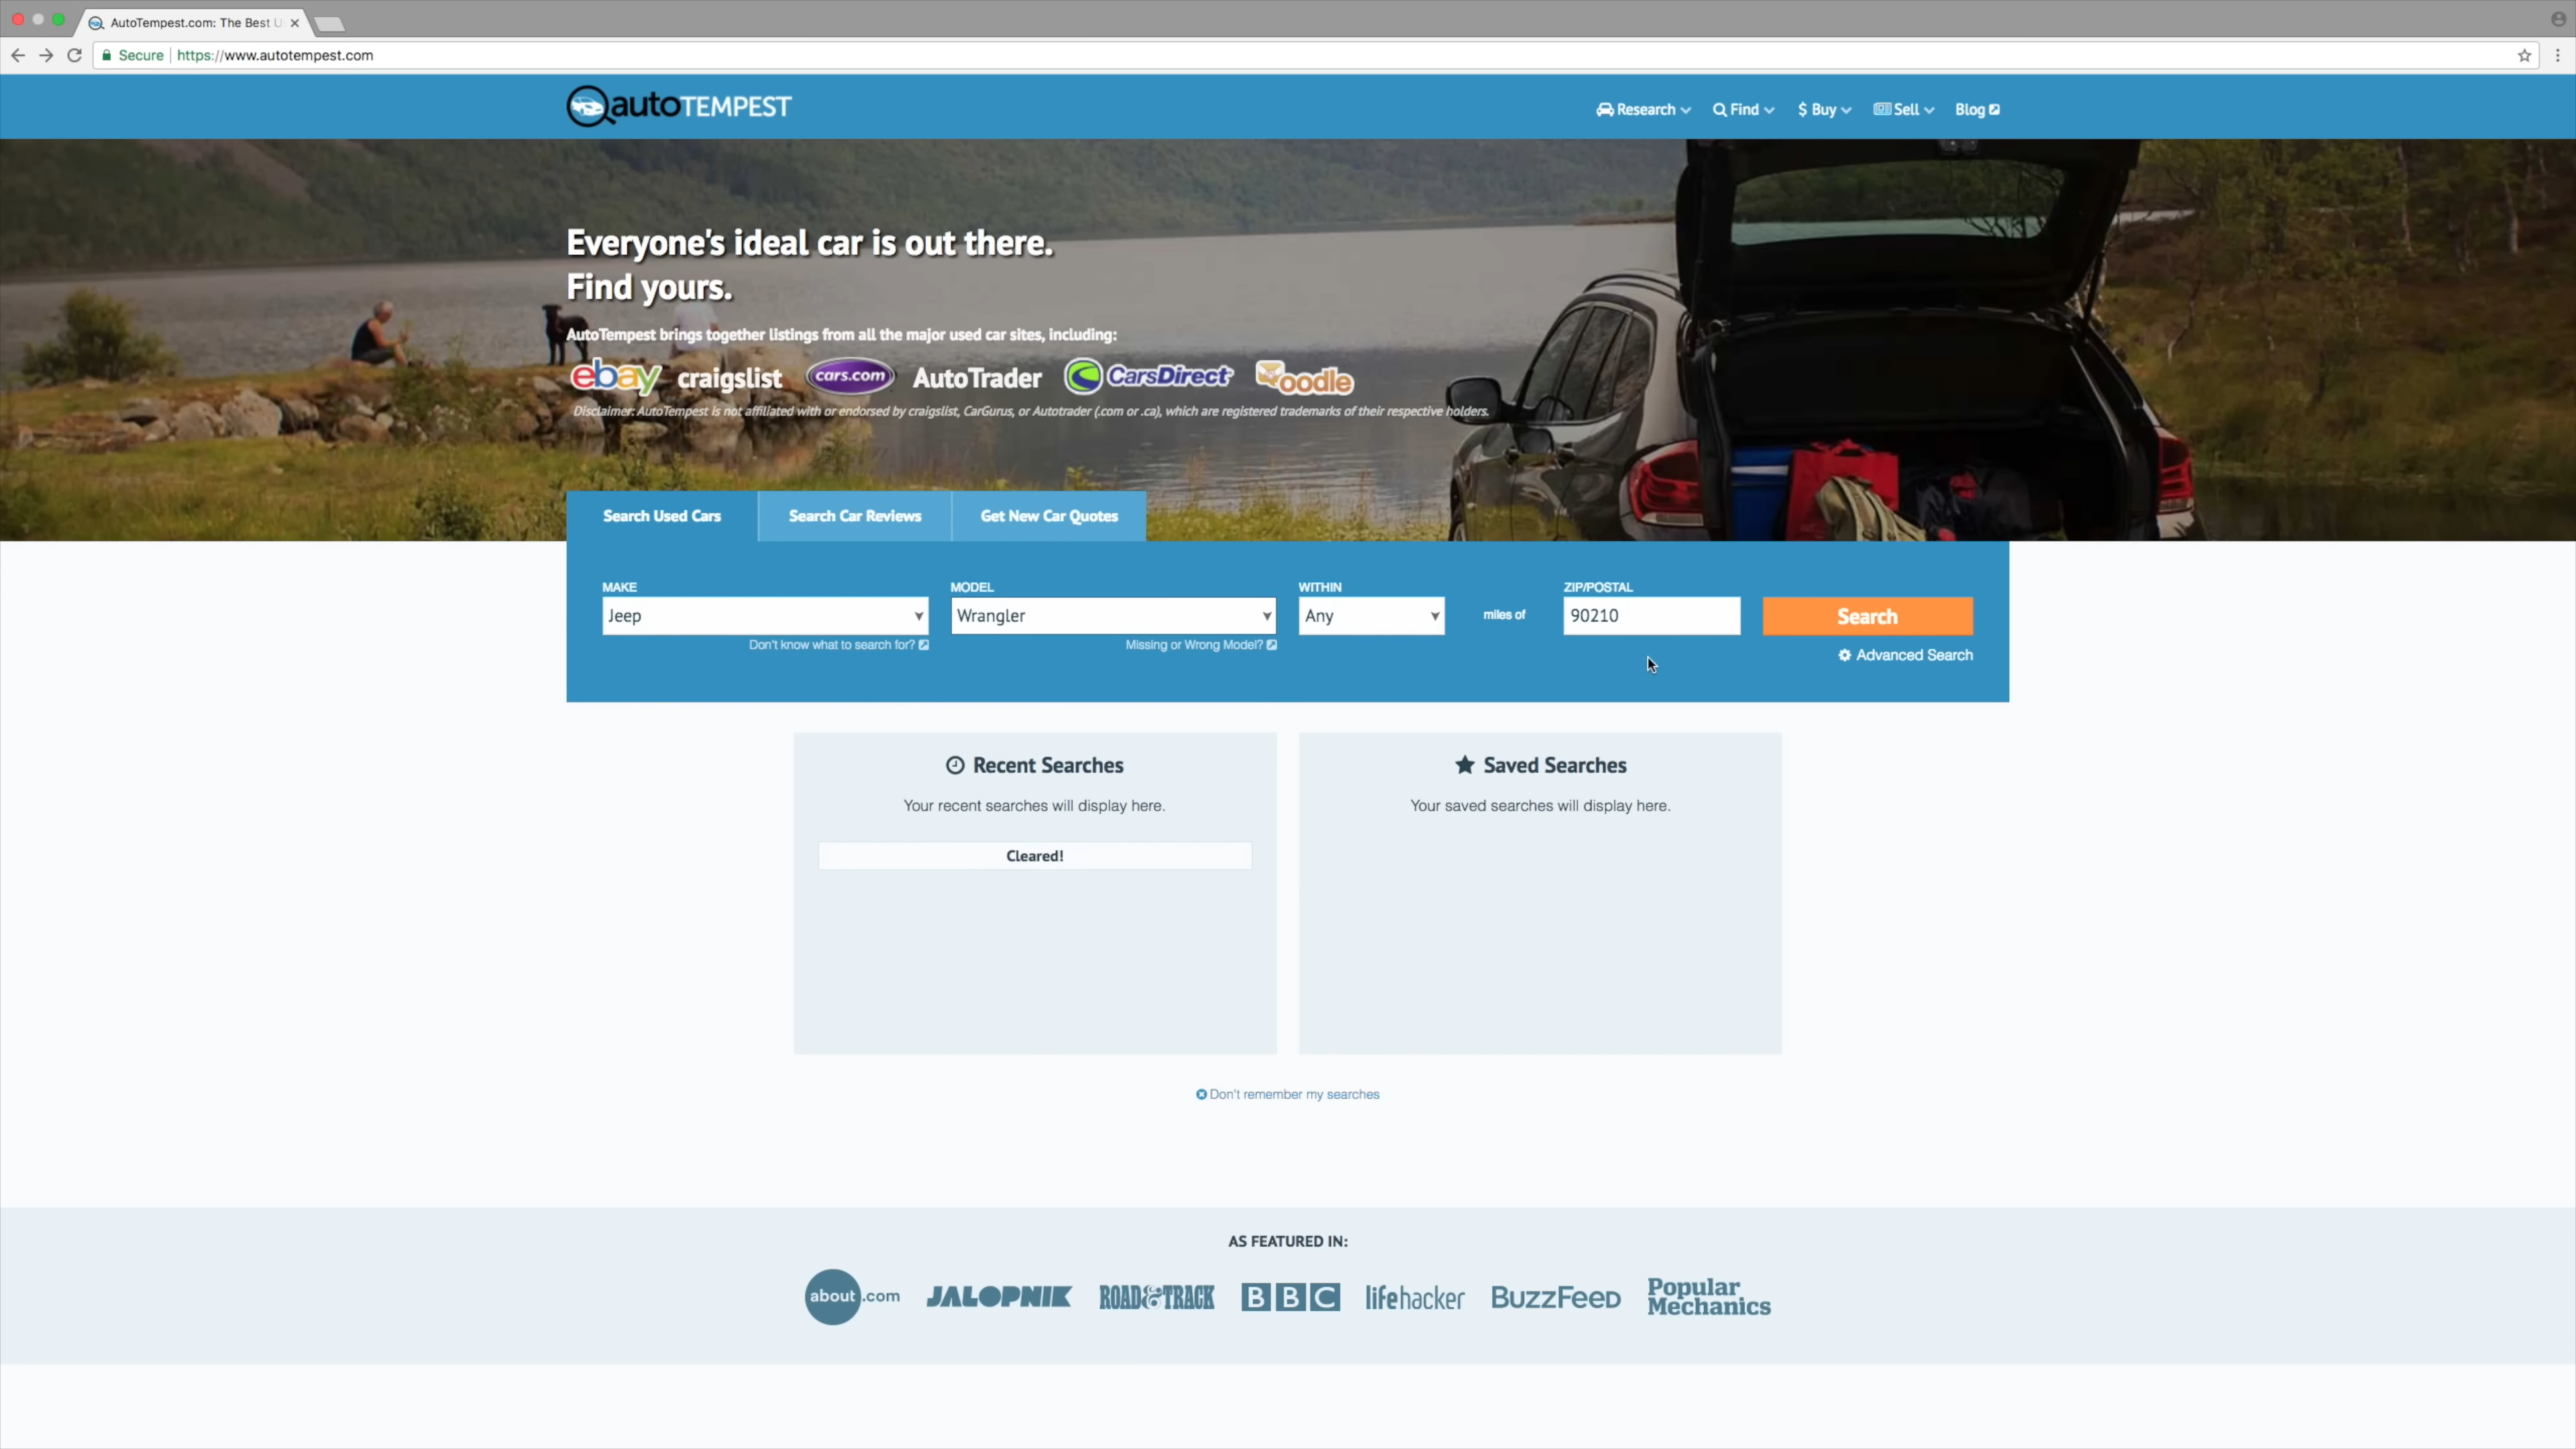 AutoTempest.com: The Best U
Secure https://www.autotempest.com
autoTEMPEST
Research
Find
$ Buy
Sell
Blog
Everyone's ideal car is out there.
Find yours.
AutoTempest brings together listings from all the major used car sites, including:
ebay craigslist cars.com AutoTrader CarsDirect oodle
Disclaimer: AutoTempest is not affiliated with or endorsed by craigslist, CarGurus, or Autotrader (.com or .ca), which are registered trademarks of their respective holders.
Search Used Cars
Search Car Reviews
Get New Car Quotes
MAKE
MODEL
WITHIN
ZIP/POSTAL
Jeep
Wrangler
Any
miles of
90210
Search
Don't know what to search for?
Missing or Wrong Model?
Advanced Search
Recent Searches
Your recent searches will display here.
Cleared!
Saved Searches
Your saved searches will display here.
Don't remember my searches
AS FEATURED IN:
about.com JALOPNIK ROAD & TRACK BBC lifehacker BuzzFeed Popular
Mechanics